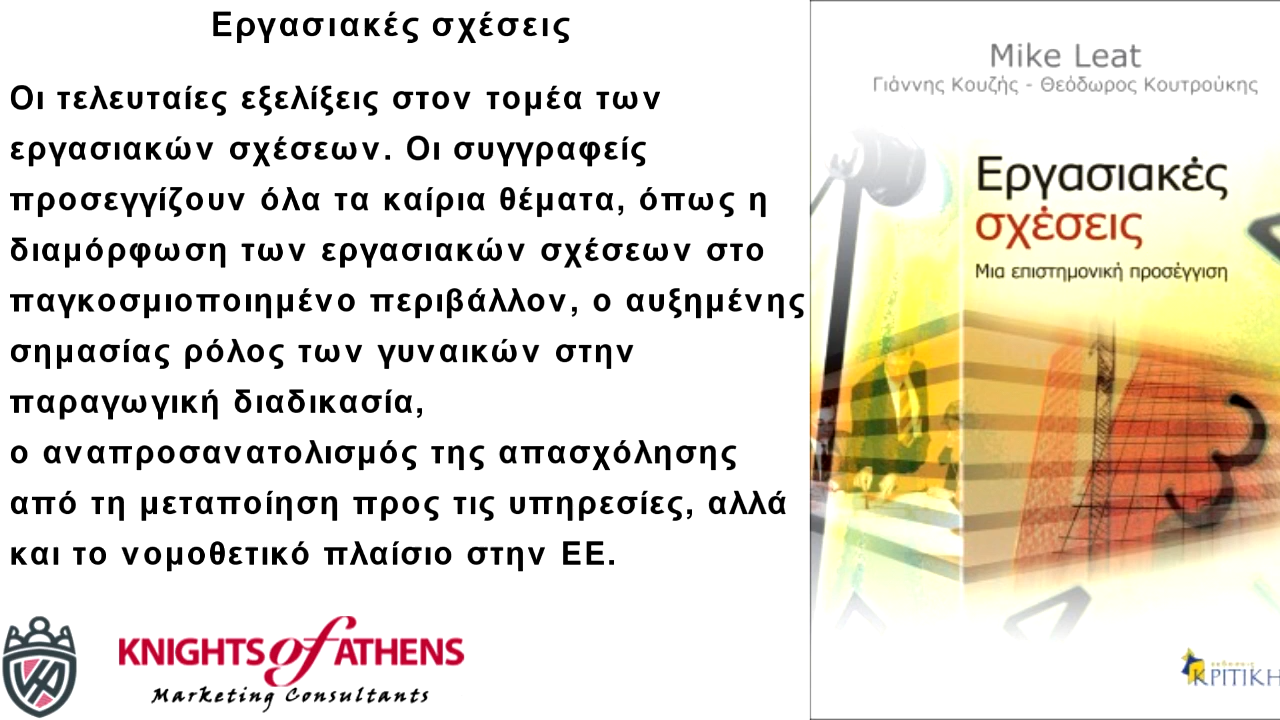 Εργασιακές σχέσεις
Οι τελευταίες εξελίξεις στον τομέα των
εργασιακών σχέσεων. Οι συγγραφείς
προσεγγίζουν όλα τα καίρια θέματα, όπως η
διαμόρφωση των εργασιακών σχέσεων στο
παγκοσμιοποιημένο περιβάλλον, ο αυξημένης
σημασίας ρόλος των γυναικών στην
παραγωγική διαδικασία,
ο αναπροσανατολισμός της απασχόλησης
από τη μεταποίηση προς τις υπηρεσίες, αλλά
και το νομοθετικό πλαίσιο στην ΕΕ.
KNIGHTS of ATHENS
Marketing Consultants
Mike Leat
Γιάννης Κουζής - Θεόδωρος Κουτρούκης
Εργασιακές
σχέσεις
Μια επιστημονική προσέγγιση
εκδόσεις
ΚΡΙΤΙΚΗ